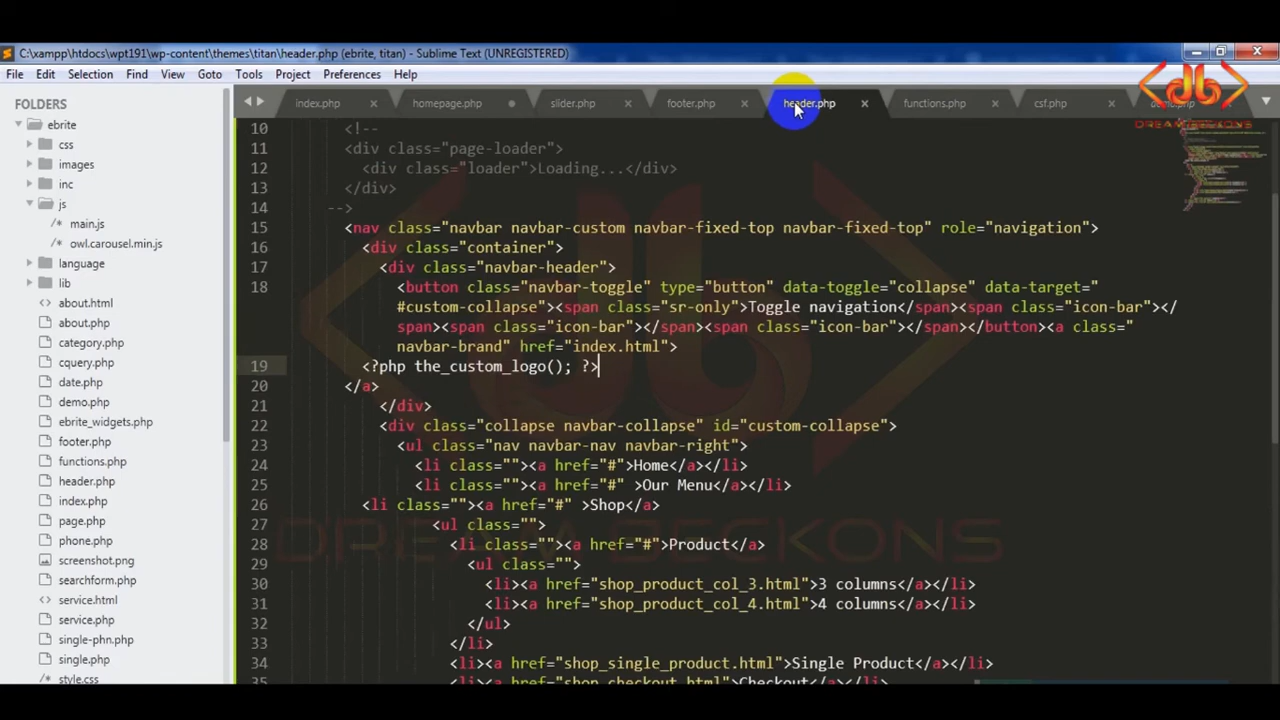 C:\xampp\htdocs\wpt191\wp-content\themes\titan\header.php (ebrite, titan) - Sublime Text (UNREGISTERED)
File Edit Selection Find View Goto Tools Project Preferences Help
FOLDERS
ebrite
css
images
inc
js
main.js
owl.carousel.min.js
language
lib
about.html
about.php
category.php
cquery.php
date.php
demo.php
ebrite_widgets.php
footer.php
functions.php
header.php
index.php
page.php
phone.php
screenshot.png
searchform.php
service.html
service.php
single-phn.php
single.php
style.css
index.php homepage.php slider.php footer.php header.php functions.php csf.php demo.php
DREAM BECKONS
10 <!--
11 <div class="page-loader">
12 <div class="loader">Loading...</div>
13 </div>
14 -->
15 <nav class="navbar navbar-custom navbar-fixed-top navbar-fixed-top" role="navigation">
16 <div class="container">
17 <div class="navbar-header">
18 <button class="navbar-toggle" type="button" data-toggle="collapse" data-target="
#custom-collapse"><span class="sr-only">Toggle navigation</span><span class="icon-bar"></
span><span class="icon-bar"></span><span class="icon-bar"></span></button><a class="
navbar-brand" href="index.html">
19 <?php the_custom_logo(); ?>
20 </a>
21 </div>
22 <div class="collapse navbar-collapse" id="custom-collapse">
23 <ul class="nav navbar-nav navbar-right">
24 <li class=""><a href="#">Home</a></li>
25 <li class=""><a href="#" >Our Menu</a></li>
26 <li class=""><a href="#" >Shop</a>
27 <ul class="">
28 <li class=""><a href="#">Product</a>
29 <ul class="">
30 <li><a href="shop_product_col_3.html">3 columns</a></li>
31 <li><a href="shop_product_col_4.html">4 columns</a></li>
32 </ul>
33 </li>
34 <li><a href="shop_single_product.html">Single Product</a></li>
35 <li><a href="shop_checkout.html">Checkout</a></li>
DREAM BECKONS